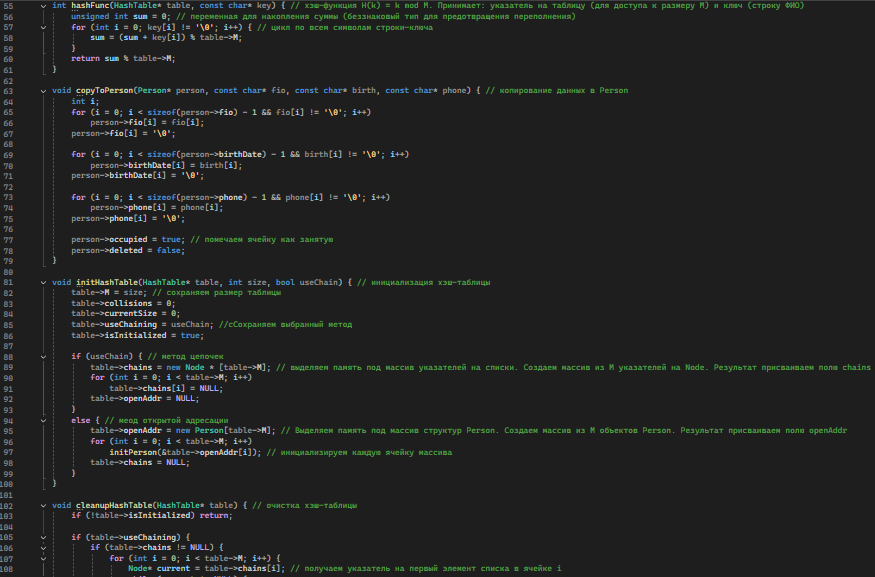 55 int hashFunc(HashTable* table, const char* key) { // хэш-функция H(k) = k mod M. Принимает: указатель на таблицу (для доступа к размеру M) и ключ (строку ФИО)
56 unsigned int sum = 0; // переменная для накопления суммы (беззнаковый тип для предотвращения переполнения)
57 for (int i = 0; key[i] != '\0'; i++) { // цикл по всем символам строки-ключа
58 sum = (sum + key[i]) % table->M;
59 }
60 return sum % table->M;
61 }
62
63 void copyToPerson(Person* person, const char* fio, const char* birth, const char* phone) { // копирование данных в Person
64 int i;
65 for (i = 0; i < sizeof(person->fio) - 1 && fio[i] != '\0'; i++)
66 person->fio[i] = fio[i];
67 person->fio[i] = '\0';
68
69 for (i = 0; i < sizeof(person->birthDate) - 1 && birth[i] != '\0'; i++)
70 person->birthDate[i] = birth[i];
71 person->birthDate[i] = '\0';
72
73 for (i = 0; i < sizeof(person->phone) - 1 && phone[i] != '\0'; i++)
74 person->phone[i] = phone[i];
75 person->phone[i] = '\0';
76
77 person->occupied = true; // помечаем ячейку как занятую
78 person->deleted = false;
79 }
80
81 void initHashTable(HashTable* table, int size, bool useChain) { // инициализация хэш-таблицы
82 table->M = size; // сохраняем размер таблицы
83 table->collisions = 0;
84 table->currentSize = 0;
85 table->useChaining = useChain; //сСохраняем выбранный метод
86 table->isInitialized = true;
87
88 if (useChain) { // метод цепочек
89 table->chains = new Node * [table->M]; // выделяем память под массив указателей на списки. Создаем массив из M указателей на Node. Результат присваиваем полю chains
90 for (int i = 0; i < table->M; i++)
91 table->chains[i] = NULL;
92 table->openAddr = NULL;
93 }
94 else { // меод открытой адресации
95 table->openAddr = new Person[table->M]; // Выделяем память под массив структур Person. Создаем массив из M объектов Person. Результат присваиваем полю openAddr
96 for (int i = 0; i < table->M; i++)
97 initPerson(&table->openAddr[i]); // инициализируем каждую ячейку массива
98 table->chains = NULL;
99 }
100 }
101
102 void cleanupHashTable(HashTable* table) { // очистка хэш-таблицы
103 if (!table->isInitialized) return;
104
105 if (table->useChaining) {
106 if (table->chains != NULL) {
107 for (int i = 0; i < table->M; i++) {
108 Node* current = table->chains[i]; // получаем указатель на первый элемент списка в ячейке i